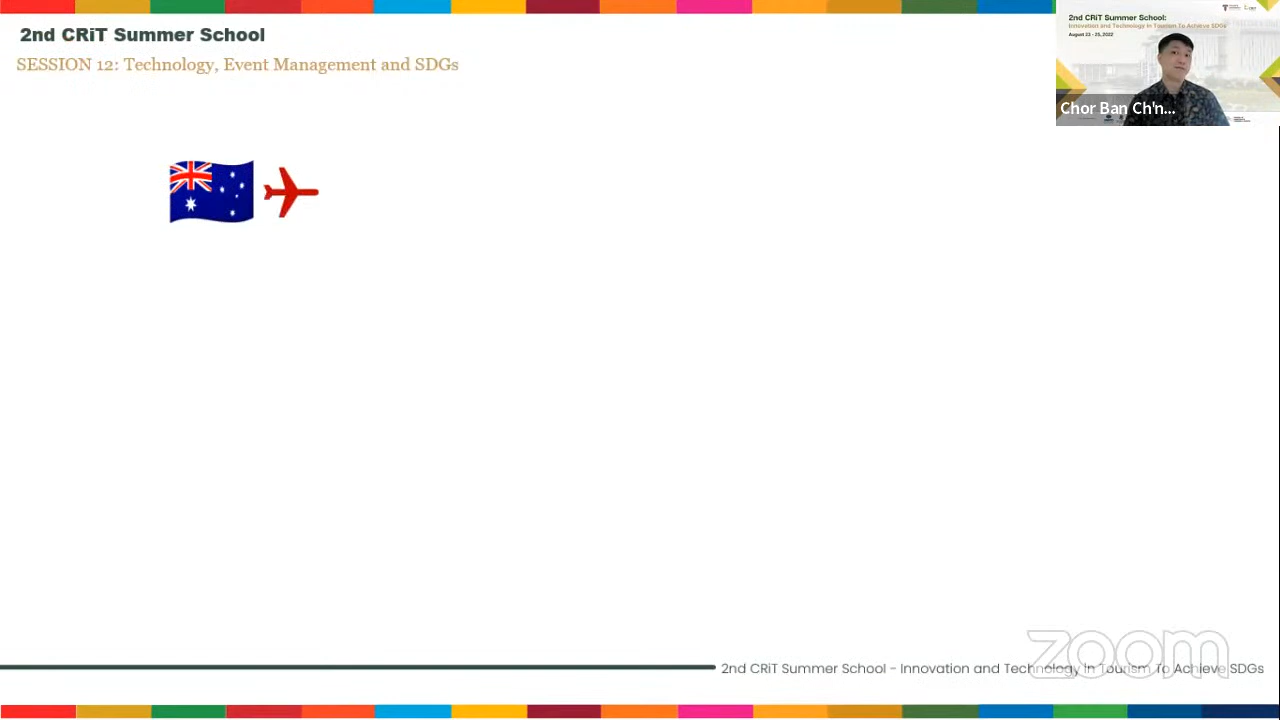 2nd CRiT Summer School
SESSION 12: Technology, Event Management and SDGs
2nd CRiT Summer School:
Innovation and Technology in Tourism To Achieve SDGs
August 23 - 25, 2022
Chor Ban Ch'n...
zoom
2nd CRiT Summer School - Innovation and Technology in Tourism To Achieve SDGs